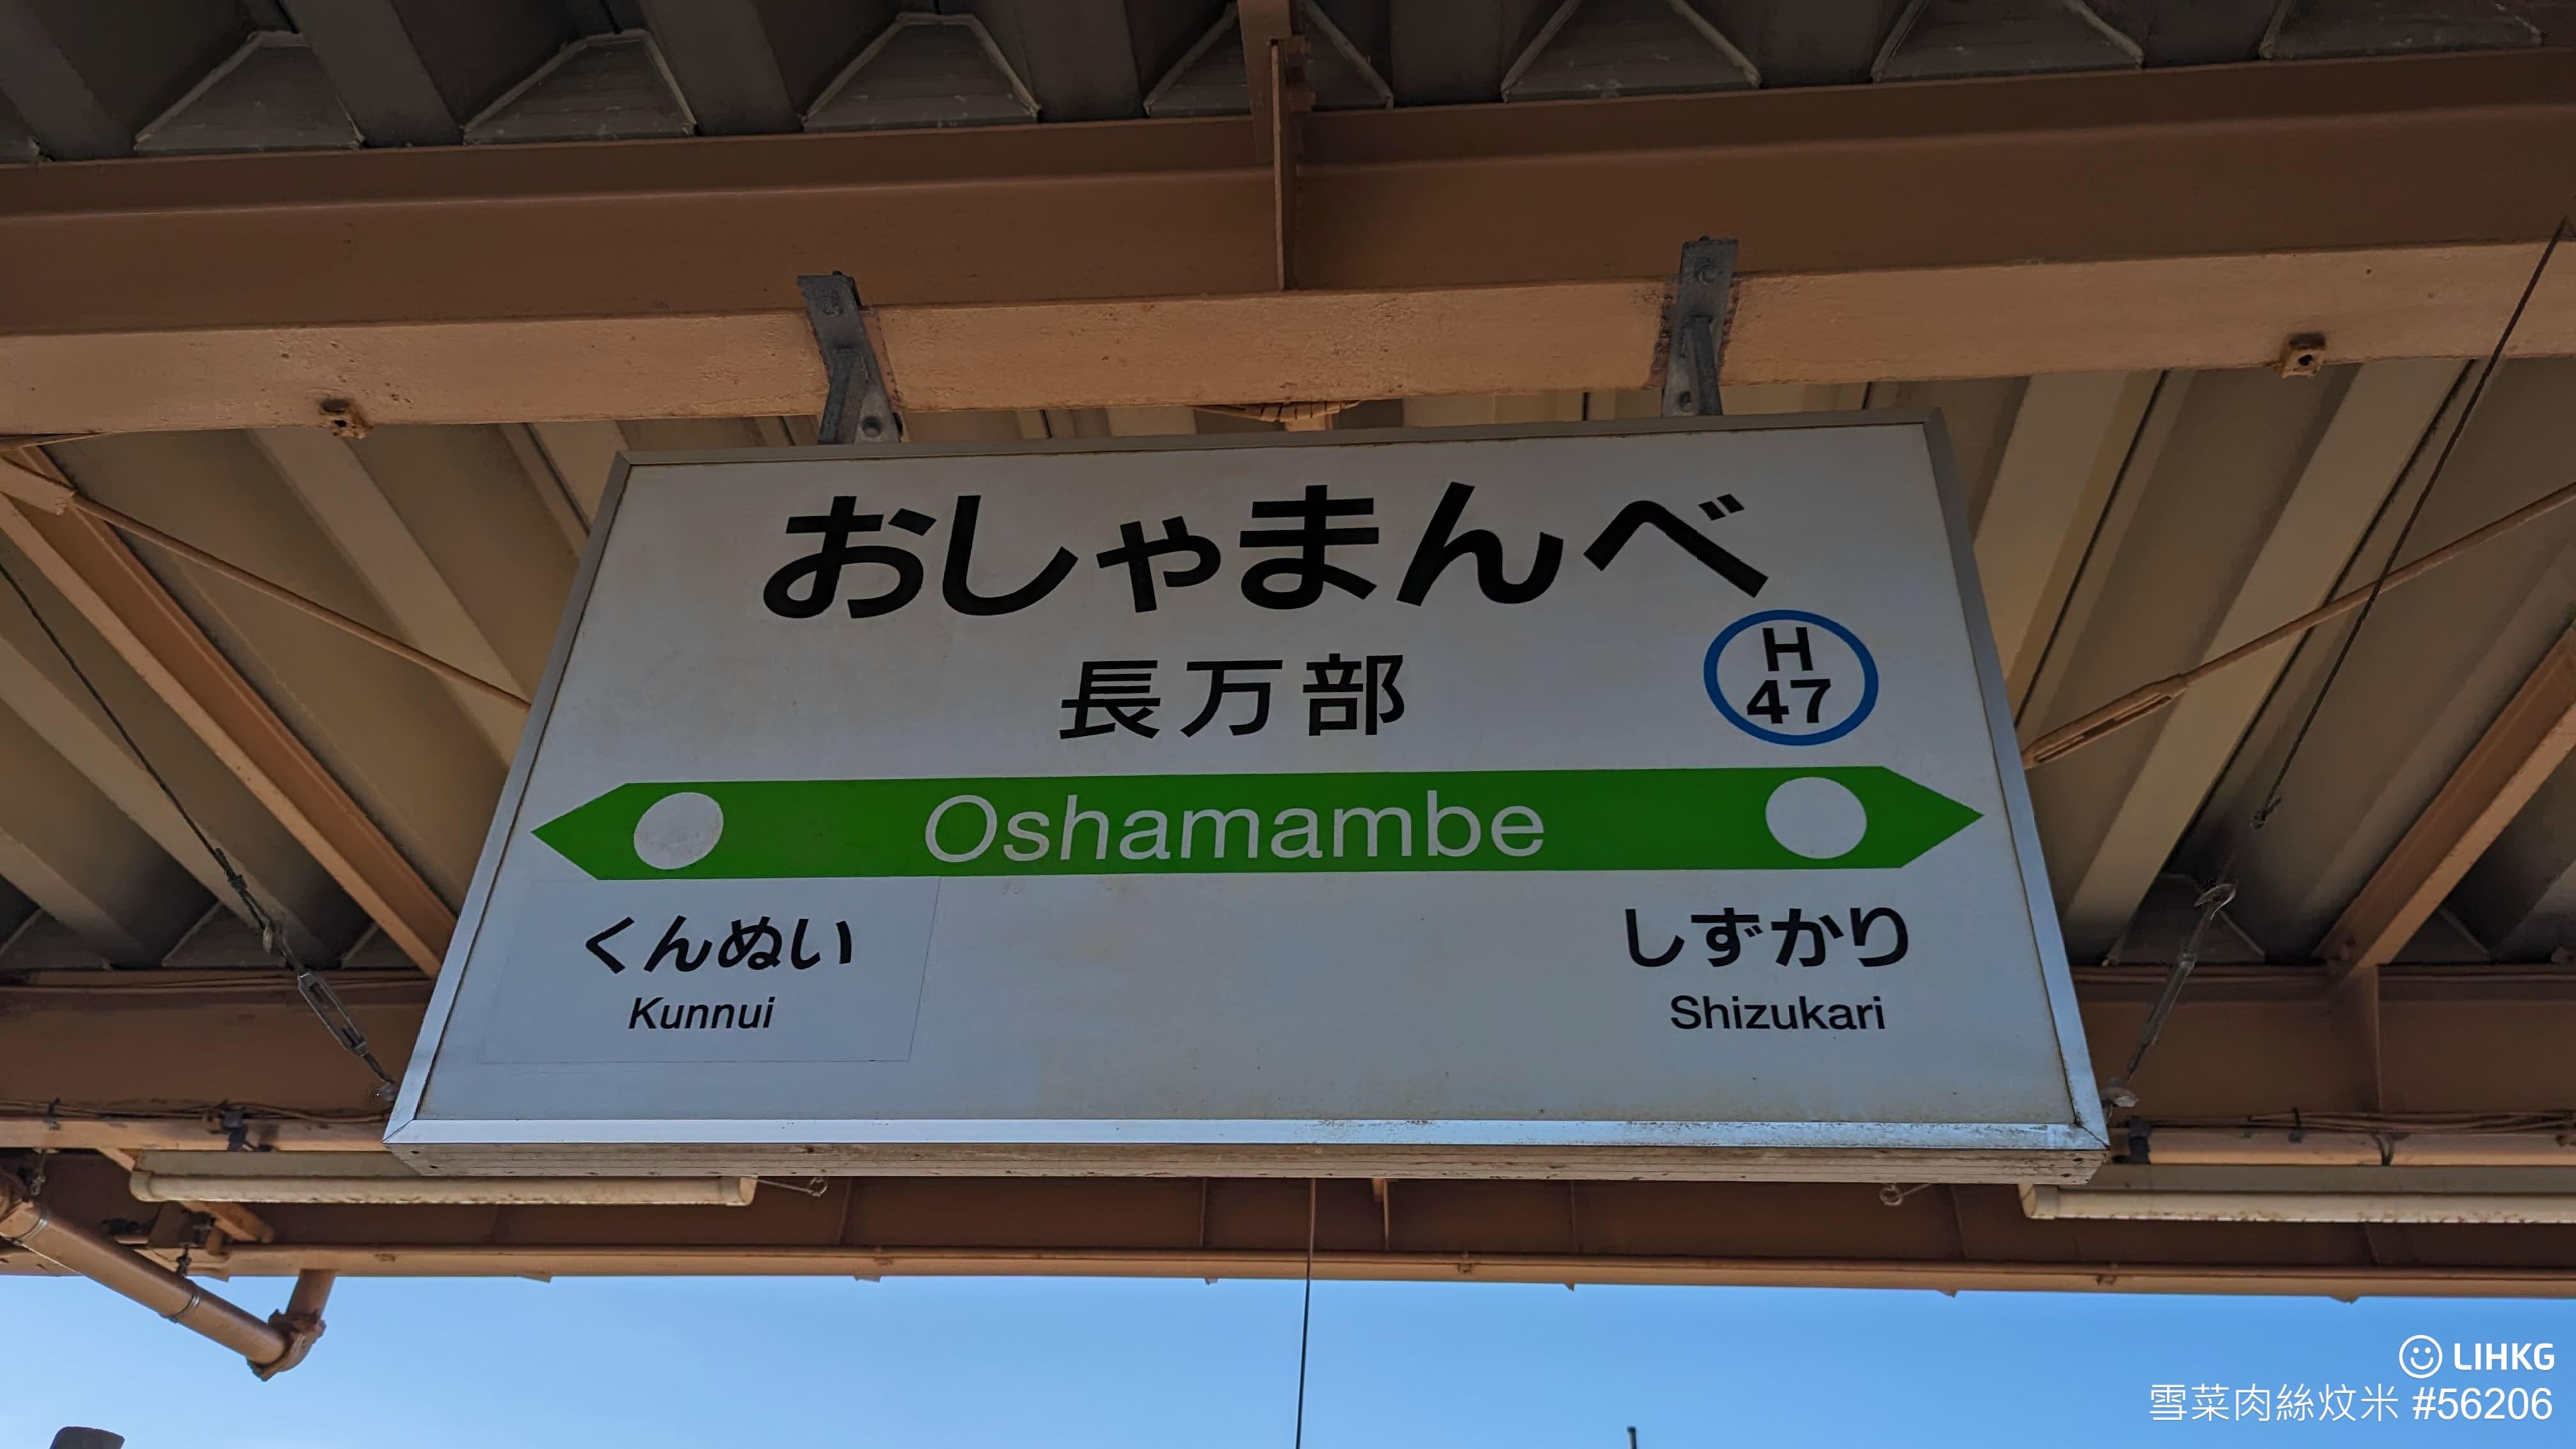 おしゃまんべ
長万部
H
47
Oshamambe
くんぬい
Kunnui
しずかり
Shizukari
LIHKG
雪菜肉絲炆米 #56206